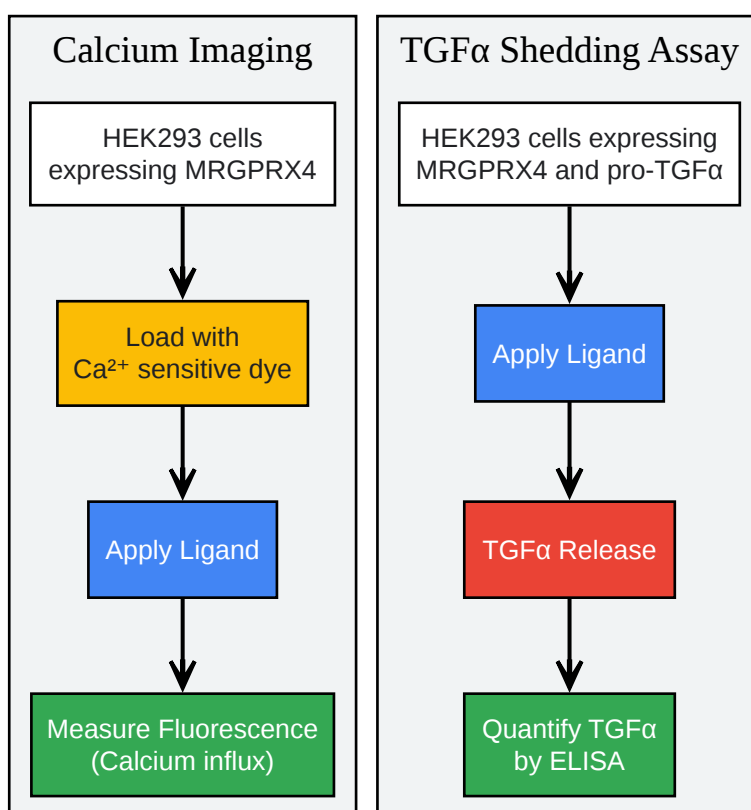 Calcium Imaging
HEK293 cells
expressing MRGPRX4
Load with
Ca²⁺ sensitive dye
Apply Ligand
Measure Fluorescence
(Calcium influx)
TGFα Shedding Assay
HEK293 cells expressing
MRGPRX4 and pro-TGFα
Apply Ligand
TGFα Release
Quantify TGFα
by ELISA